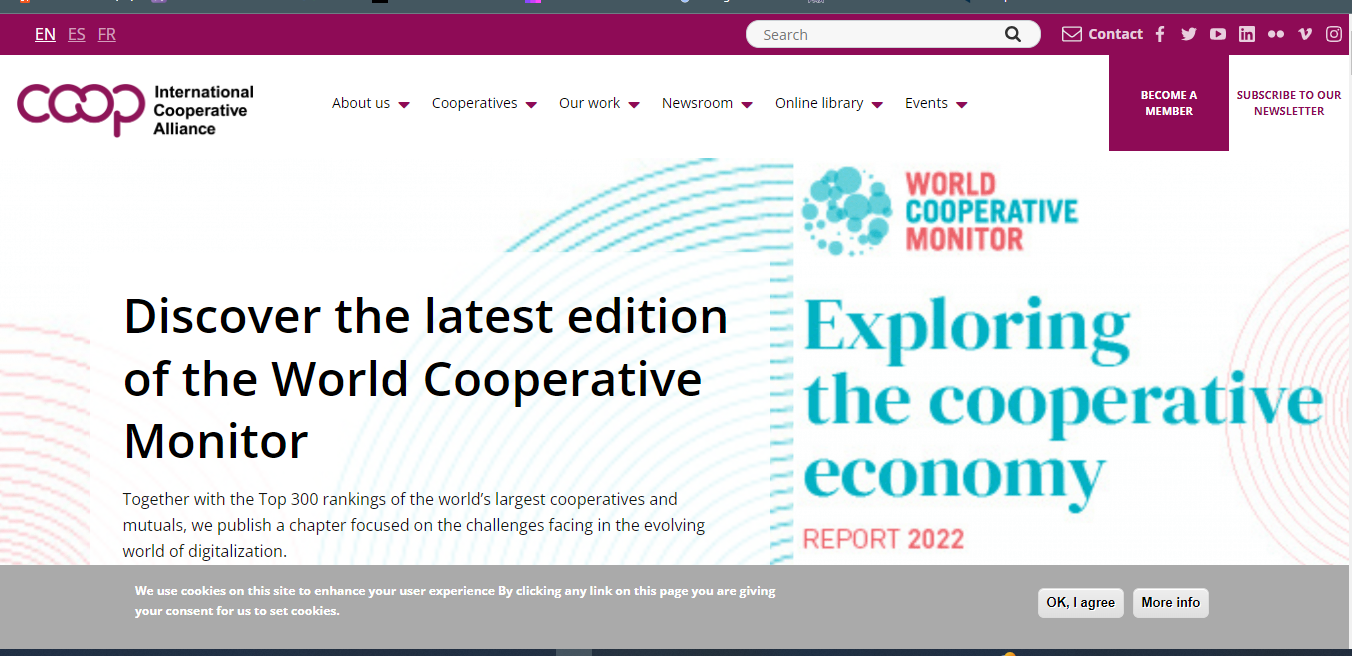 EN ES FR
Search
Contact
coop
International
Cooperative
Alliance
About us
Cooperatives
Our work
Newsroom
Online library
Events
BECOME A
MEMBER
SUBSCRIBE TO OUR
NEWSLETTER
Discover the latest edition
of the World Cooperative
Monitor
Together with the Top 300 rankings of the world’s largest cooperatives and
mutuals, we publish a chapter focused on the challenges facing in the evolving
world of digitalization.
WORLD
COOPERATIVE
MONITOR
Exploring
the cooperative
economy
REPORT 2022
We use cookies on this site to enhance your user experience By clicking any link on this page you are giving
your consent for us to set cookies.
OK, I agree
More info